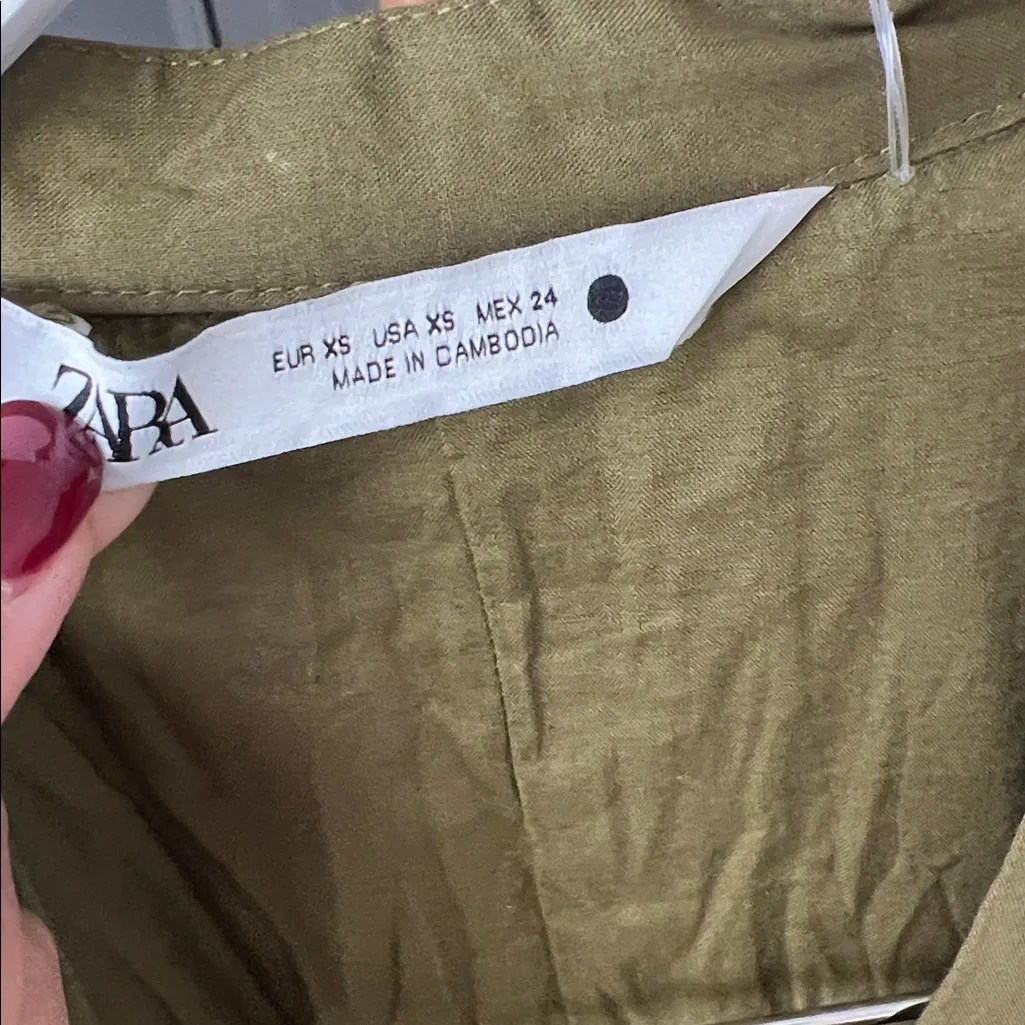 ZARA
EUR XS USA XS MEX 24
MADE IN CAMBODIA